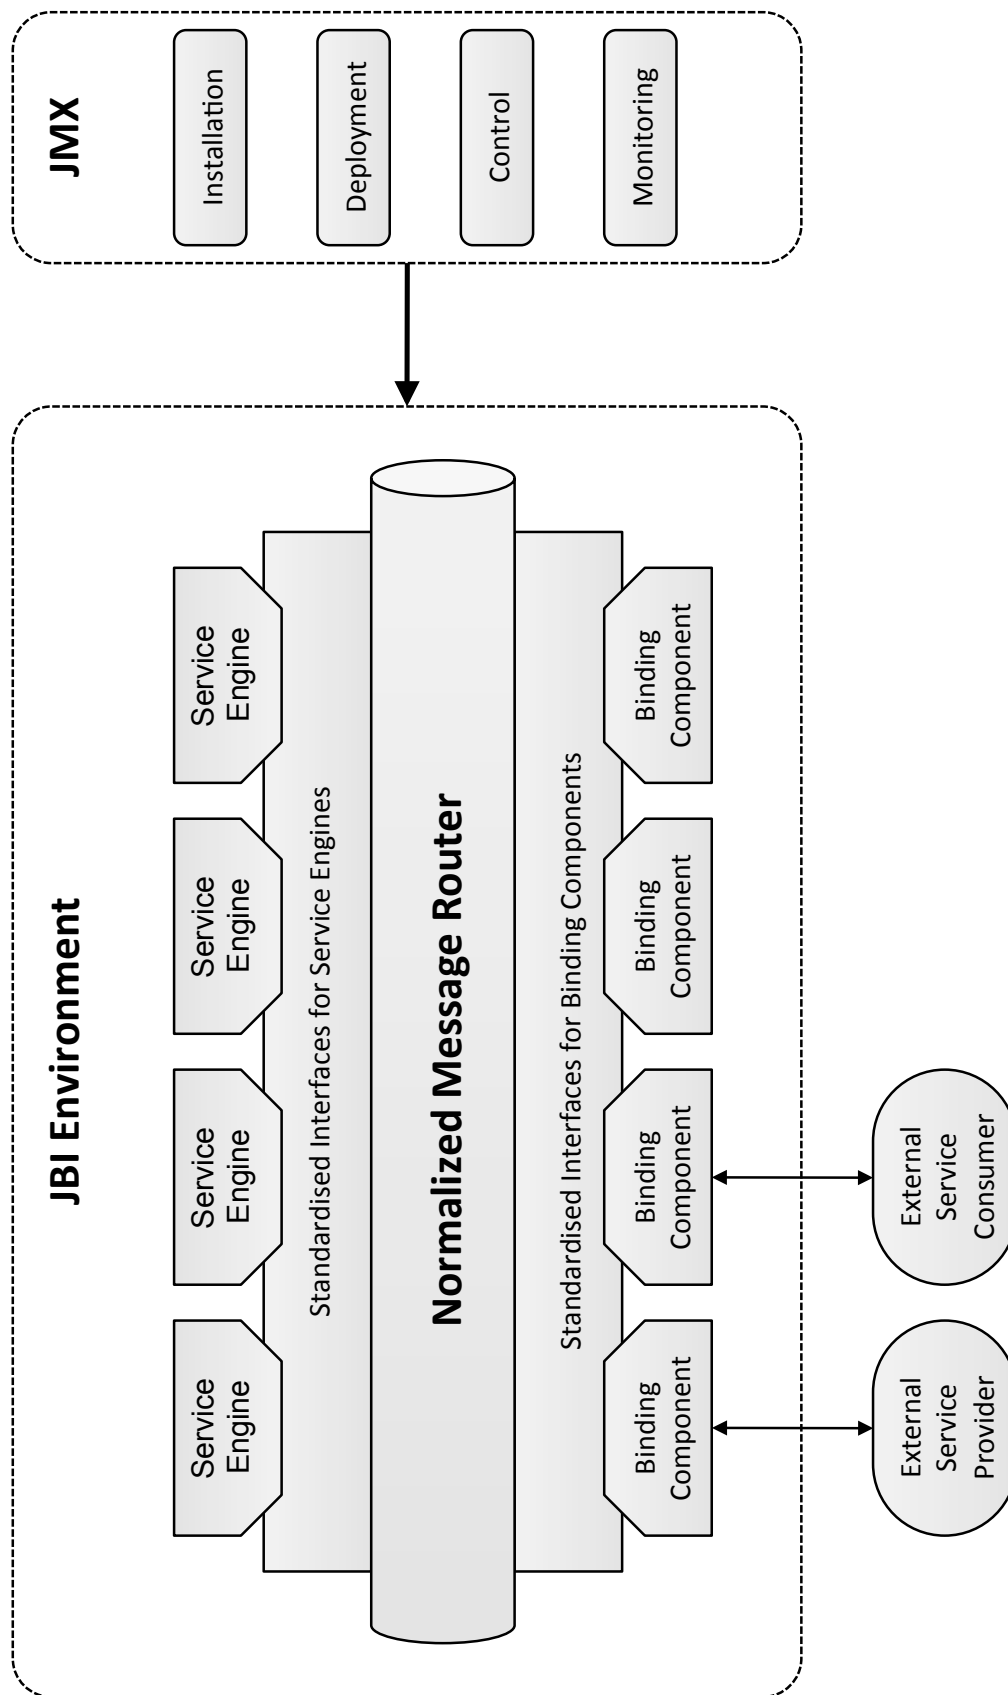 JBI Environment
Service
Engine
Service
Engine
Service
Engine
Service
Engine
Standardised Interfaces for Service Engines
Normalized Message Router
Standardised Interfaces for Binding Components
Binding
Component
Binding
Component
Binding
Component
Binding
Component
External
Service
Provider
External
Service
Consumer
JMX
Installation
Deployment
Control
Monitoring